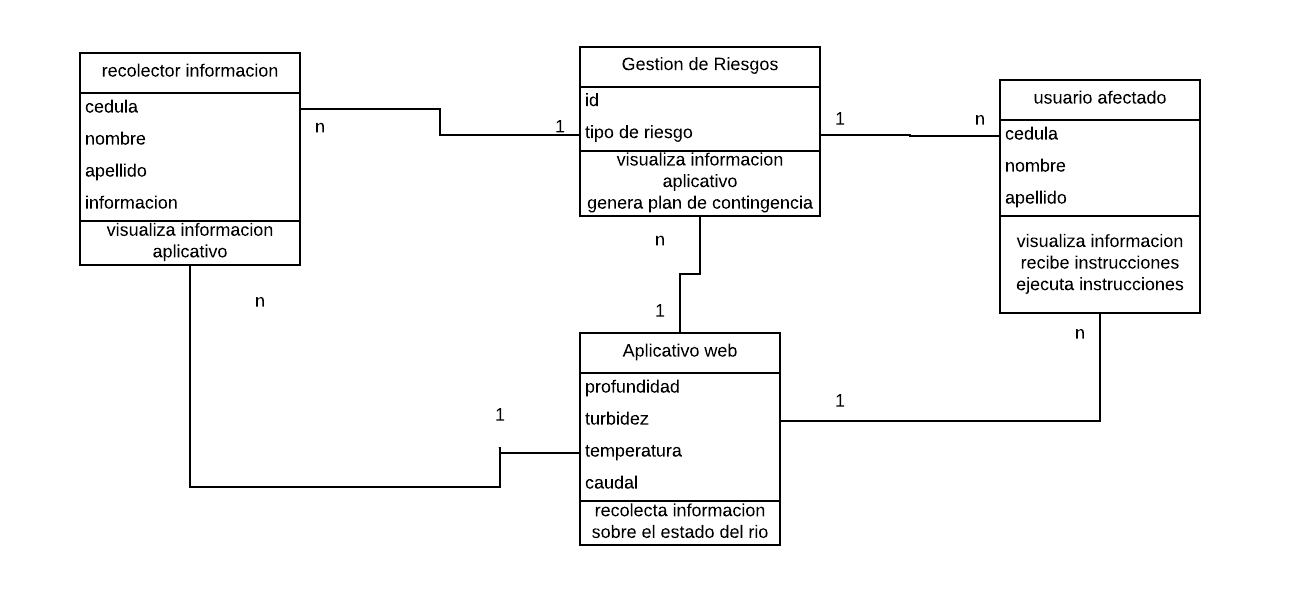 recolector informacion
cedula
nombre
apellido
informacion
visualiza informacion
aplicativo
n
n
1
Gestion de Riesgos
id
tipo de riesgo
visualiza informacion
aplicativo
genera plan de contingencia
1
n
usuario afectado
cedula
nombre
apellido
visualiza informacion
recibe instrucciones
ejecuta instrucciones
n
n
1
1
1
Aplicativo web
profundidad
turbidez
temperatura
caudal
recolecta informacion
sobre el estado del rio